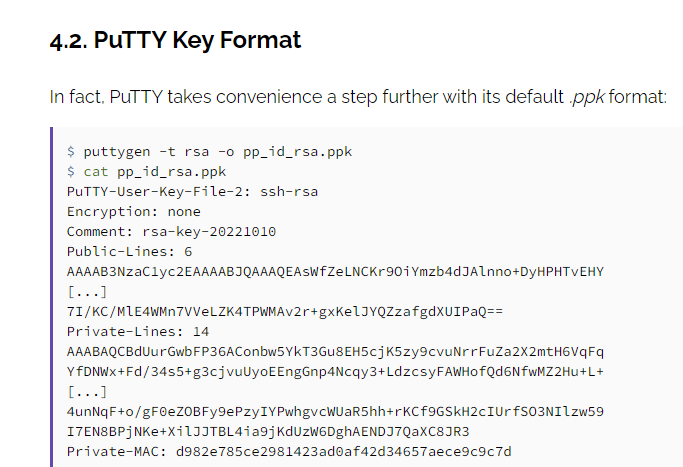 4.2. PuTTY Key Format
In fact, PuTTY takes convenience a step further with its default .ppk format:
$ puttygen -t rsa -o pp_id_rsa.ppk
$ cat pp_id_rsa.ppk
PuTTY-User-Key-File-2: ssh-rsa
Encryption: none
Comment: rsa-key-20221010
Public-Lines: 6
AAAAB3NzaC1yc2EAAAABJQAAAQEAsWfZeLNCKr9OiYmzb4dJAlnno+DyHPHTvEHY
[...]
7I/KC/MlE4WMn7VVeLZK4TPWMAv2r+gxKelJYQZzafgdXUIPaQ==
Private-Lines: 14
AAABAQCBdUurGwbFP36AConbw5YkT3Gu8EH5cjK5zy9cvuNrrFuZa2X2mtH6VqFq
YfDNWx+Fd/34s5+g3cjvuUyoEEngGnp4Ncqy3+LdzcsyFAWHofQd6NfwMZ2Hu+L+
[...]
4unNqF+o/gF0eZOBFy9ePzyIYPwhgvcWUaR5hh+rKCf9GSkH2cIUrfSO3NIlzw59
I7EN8BPjNKe+XilJJTBL4ia9jKdUzW6DghAENDJ7QaXC8JR3
Private-MAC: d982e785ce2981423ad0af42d34657aece9c9c7d